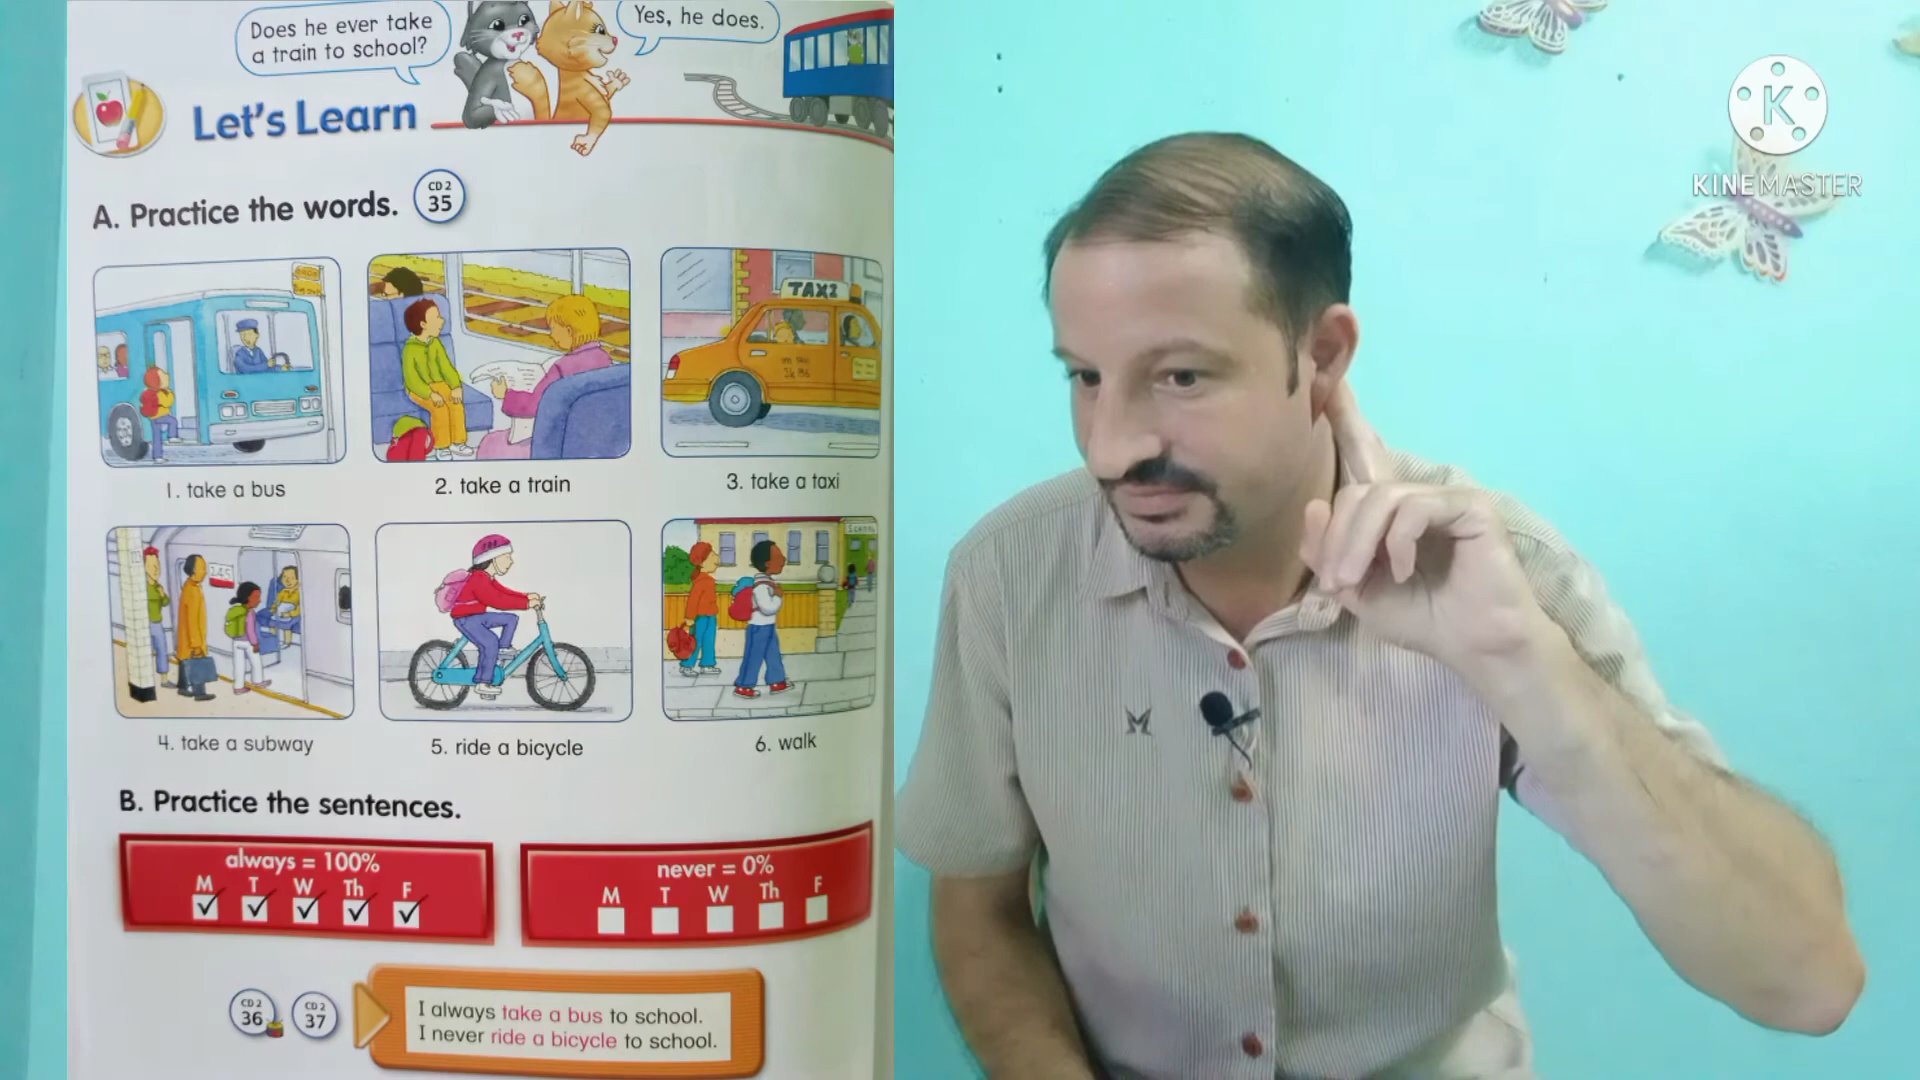 Does he ever take
a train to school?
Yes, he does.
Let's Learn
A. Practice the words.
CD 2
35
TAXI
SCHOOL
1. take a bus
2. take a train
3. take a taxi
4. take a subway
5. ride a bicycle
6. walk
B. Practice the sentences.
always = 100%
M T W Th F
never = 0%
M T W Th F
CD 2
36
CD 2
37
I always take a bus to school.
I never ride a bicycle to school.
M
K
KINEMASTER